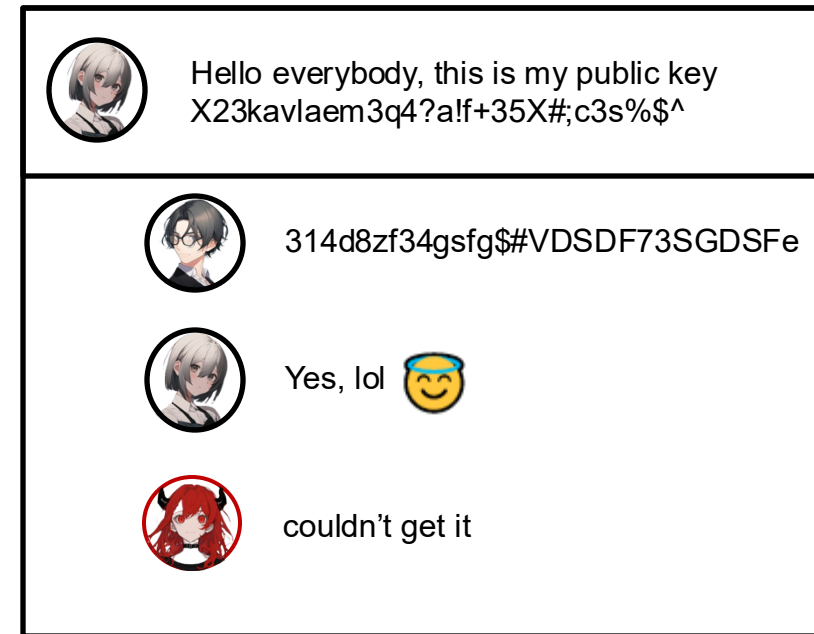 Hello everybody, this is my public key
X23kavlaem3q4?a!f+35X#;c3s%$^
314d8zf34gsfg$#VDSDF73SGDSFe
Yes, lol
couldn’t get it